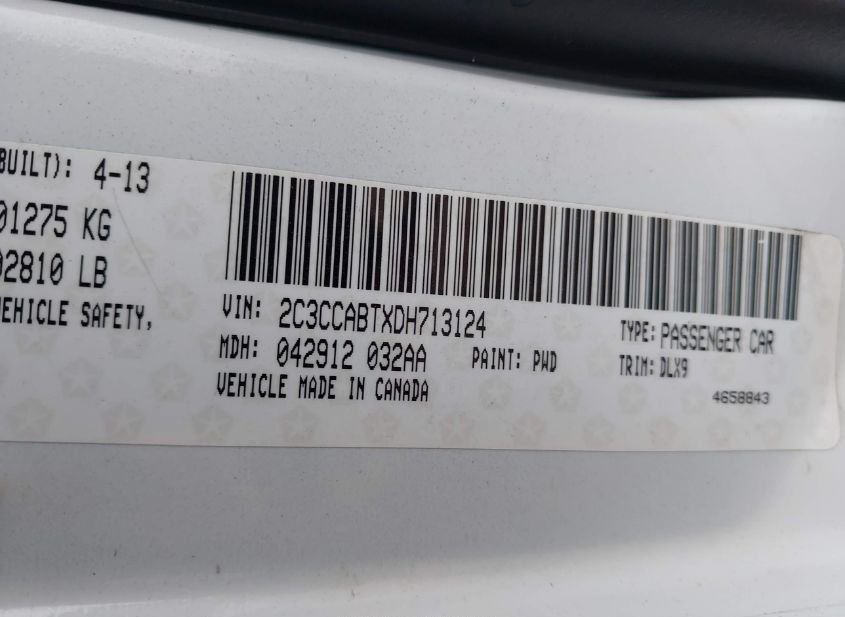 BUILT): 4-13
01275 KG
02810 LB
VEHICLE SAFETY,
VIN: 2C3CCABTXDH713124
TYPE: PASSENGER CAR
MDH: 042912 032AA
PAINT: PWD
TRIM: DLX9
VEHICLE MADE IN CANADA
4658843